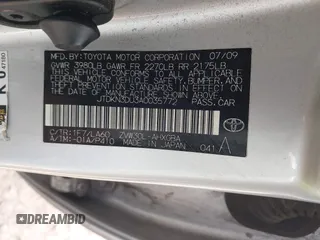 MFD.BY:TOYOTA MOTOR CORPORATION 07/09
GVWR 3980LB GAWR FR 2270LB RR 2175LB
THIS VEHICLE CONFORMS TO ALL APPLICABLE
FEDERAL MOTOR VEHICLE SAFETY, BUMPER, AND
THEFT PREVENTION STANDARDS IN EFFECT ON
THE DATE OF MANUFACTURE SHOWN ABOVE.
JTDKN3DU3A0035772 PASS.CAR
C/TR:1F7/LA60 ZVW30L-AHXGBA
A/TM:-01A/P410 MADE IN JAPAN 041 A
DREAMBID